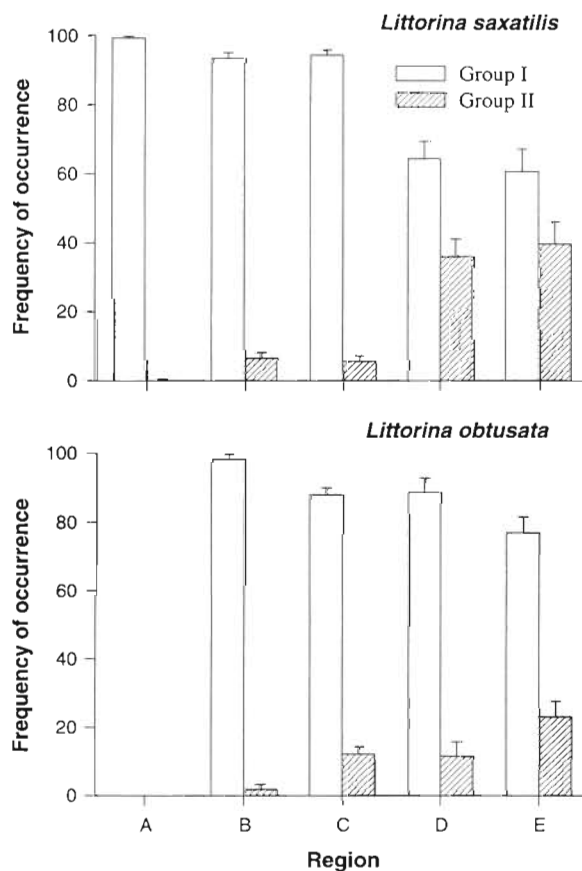 Littorina saxatilis
Group I
Group II
Frequency of occurrence
100
80
60
40
20
0
Littorina obtusata
Frequency of occurrence
100
80
60
40
20
0
A B C D E
Region